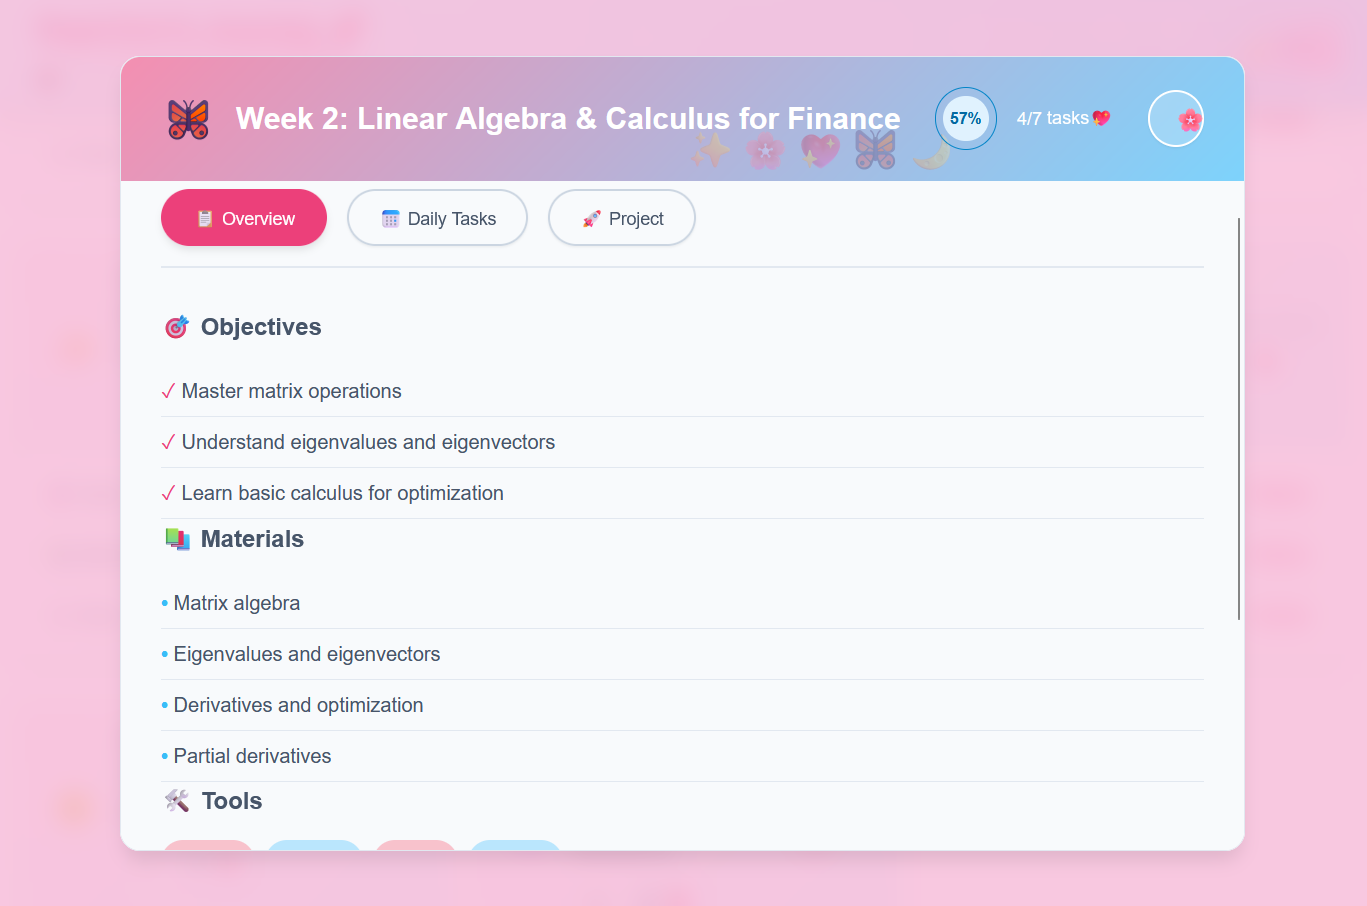 Week 2: Linear Algebra & Calculus for Finance
57%
4/7 tasks
Overview
Daily Tasks
Project
Objectives
✓ Master matrix operations
✓ Understand eigenvalues and eigenvectors
✓ Learn basic calculus for optimization
Materials
• Matrix algebra
• Eigenvalues and eigenvectors
• Derivatives and optimization
• Partial derivatives
Tools